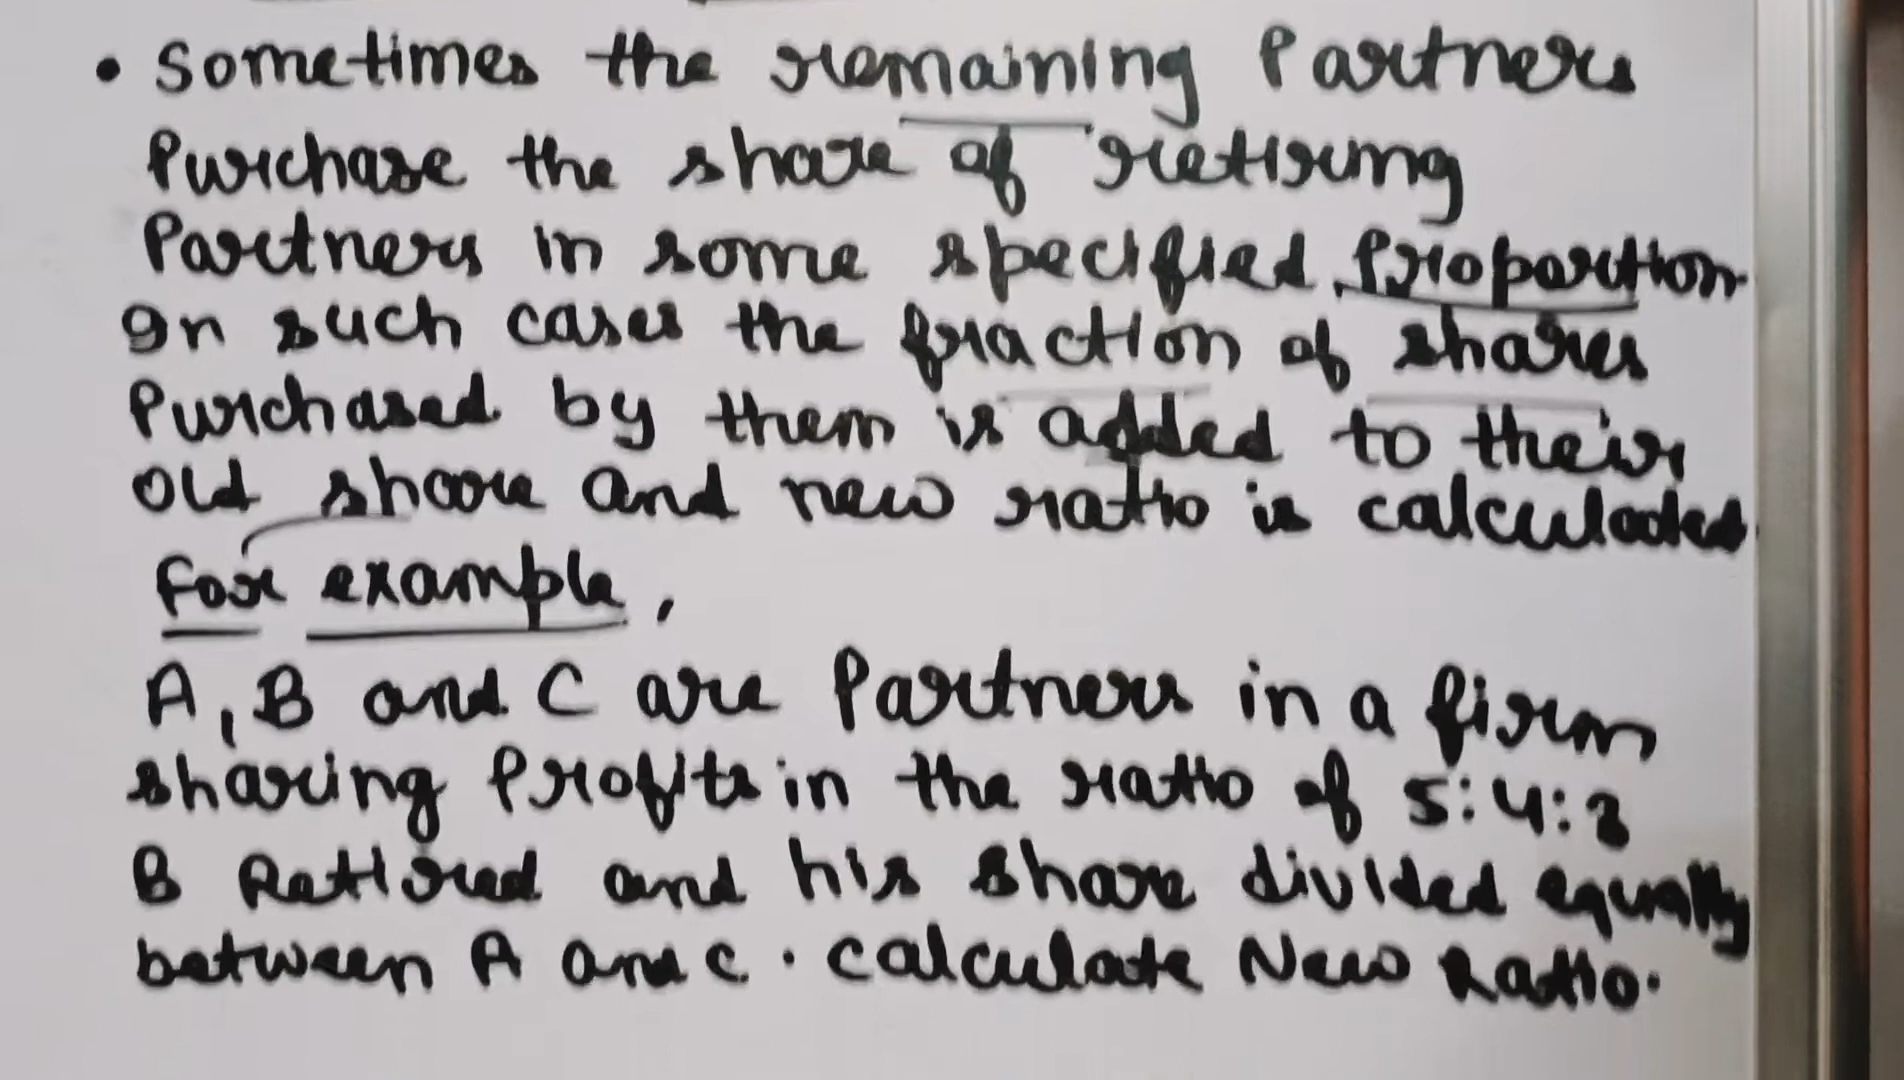 • Sometimes the remaining Partners
Purchase the share of retiring
Partners in some specified Proportion
In such cases the fraction of shares
Purchased by them is added to their
old share and new ratio is calculated
For example,
A, B and C are Partners in a firm
sharing Profits in the ratio of 5:4:3
B Retired and his share divided equally
between A and C. calculate New Ratio.